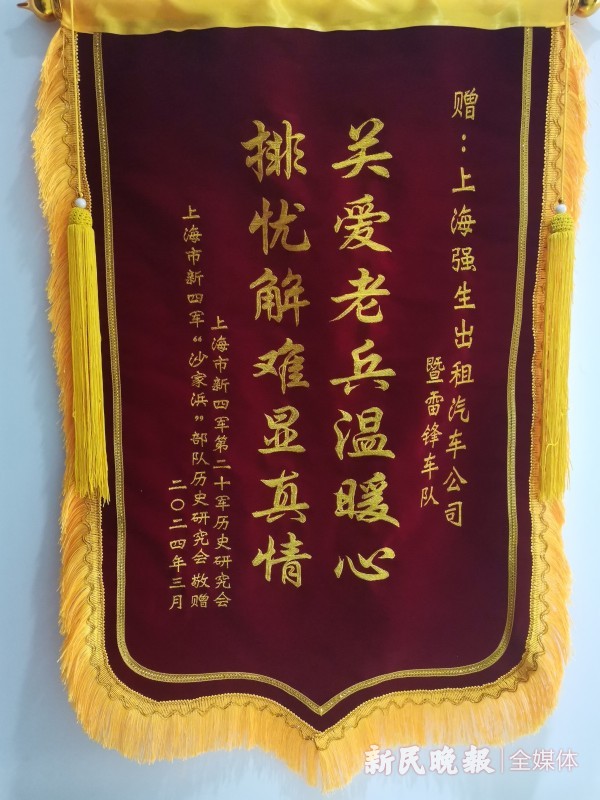 赠：上海强生出租汽车公司
暨雷锋车队
关爱老兵温暖心
排忧解难显真情
上海市新四军第二十军历史研究会
上海市新四军“沙家浜”部队历史研究会 敬赠
二〇二四年三月
新民晚报|全媒体